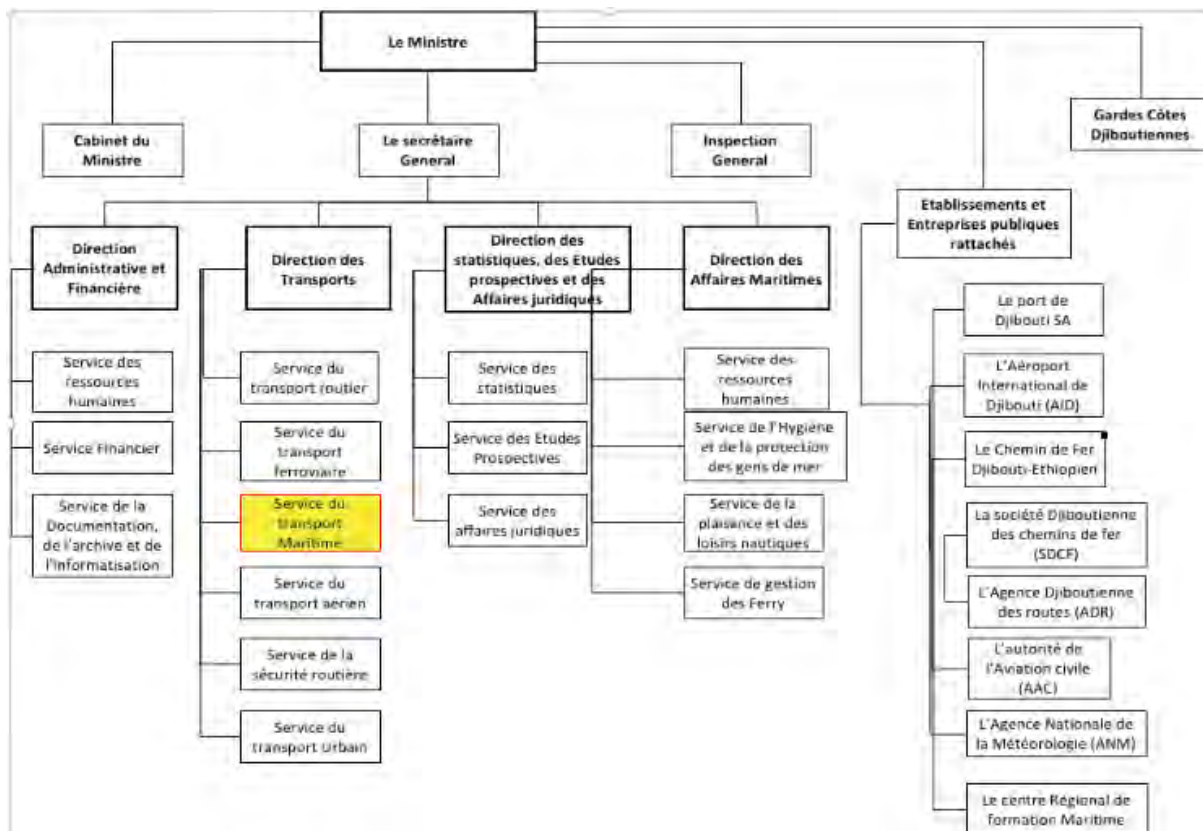 Le Ministre
Cabinet du
Ministre
Le secrétaire
General
Inspection
General
Gardes Côtes
Djiboutiennes
Etablissements et
Entreprises publiques
rattachés
Direction
Administrative et
Financière
Direction des
Transports
Direction des
statistiques, des Etudes
prospectives et des
Affaires juridiques
Direction des
Affaires Maritimes
Service des
ressources
humaines
Service Financier
Service de la
Documentation,
de l'archive et de
l'Informatisation
Service du
transport routier
Service du
transport
ferroviaire
Service du
transport
Maritime
Service du
transport aérien
Service de la
sécurité routière
Service du
transport Urbain
Service des
statistiques
Service des Etudes
Prospectives
Service des
affaires juridiques
Service des
ressources
humaines
Service de l'Hygiène
et de la protection
des gens de mer
Service de la
plaisance et des
loisirs nautiques
Service de gestion
des Ferry
Le port de
Djibouti SA
L'Aéroport
International de
Djibouti (AID)
Le Chemin de Fer
Djibouti-Ethiopien
La société Djiboutienne
des chemins de fer
(SDCF)
L'Agence Djiboutienne
des routes (ADR)
L'autorité de
l'Aviation civile
(AAC)
L'Agence Nationale de
la Météorologie (ANM)
Le centre Régional de
formation Maritime